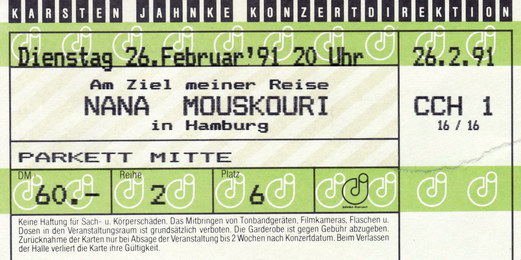 KARSTEN JAHNKE KONZERTDIREKTION
Dienstag 26.Februar'91 20 Uhr 26.2.91
Am Ziel meiner Reise
NANA MOUSKOURI CCH 1
in Hamburg 16 / 16
PARKETT MITTE
DM Reihe Platz
60.- 2 6
Keine Haftung für Sach- u. Körperschäden. Das Mitbringen von Tonbandgeräten, Filmkameras, Flaschen u.
Dosen in den Veranstaltungsraum ist grundsätzlich verboten. Die Garderobe ist gegen Gebühr abzugeben.
Zurücknahme der Karten nur bei Absage der Veranstaltung bis 2 Wochen nach Konzertdatum. Beim Verlassen
der Halle verliert die Karte ihre Gültigkeit.